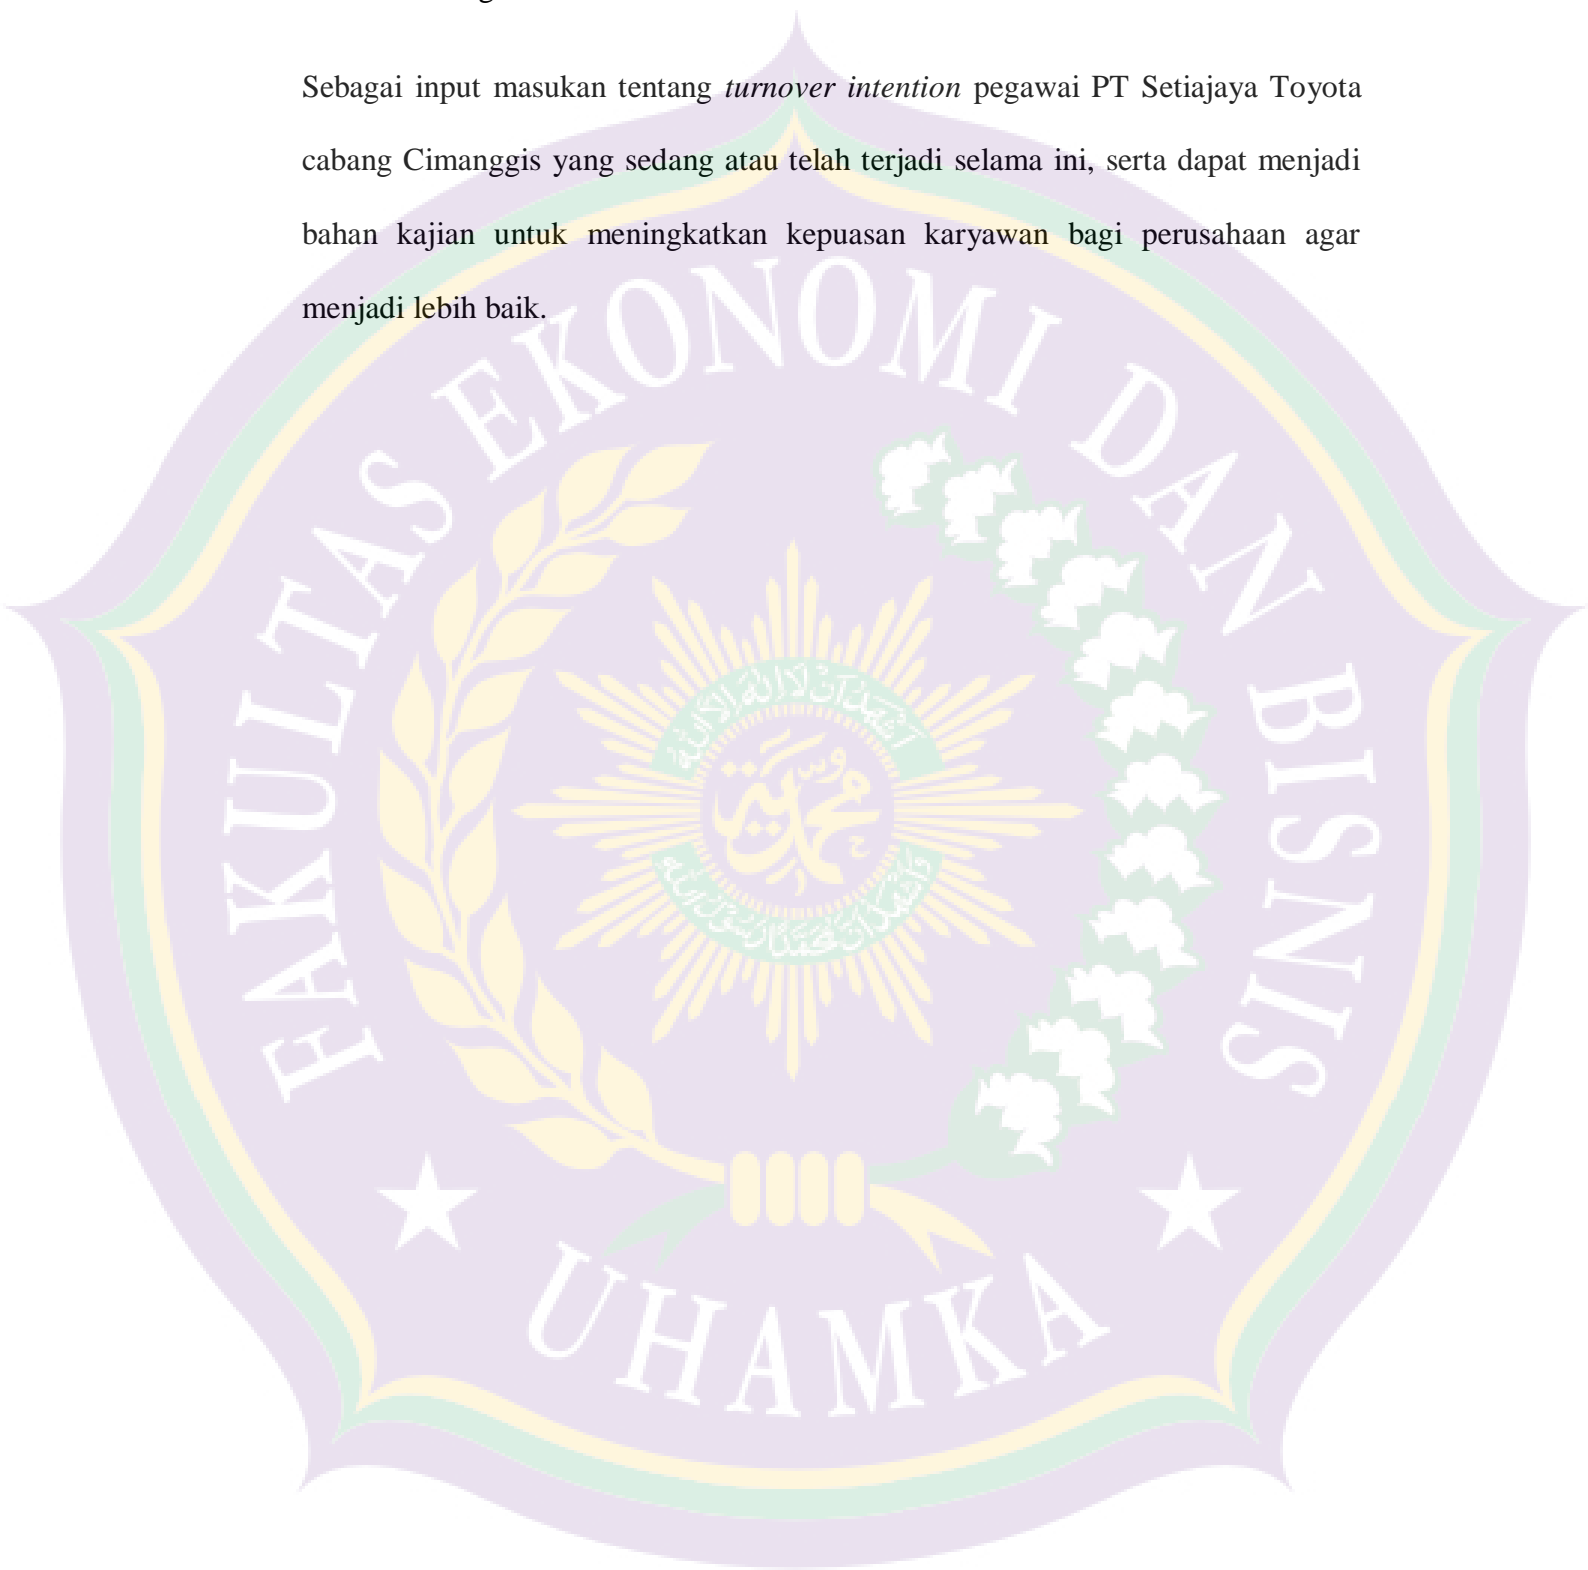 Sebagai input masukan tentang turnover intention pegawai PT Setiajaya Toyota
cabang Cimanggis yang sedang atau telah terjadi selama ini, serta dapat menjadi
bahan kajian untuk meningkatkan kepuasan karyawan bagi perusahaan agar
menjadi lebih baik.
FAKULTAS EKONOMI DAN BISNIS
UHAMKA